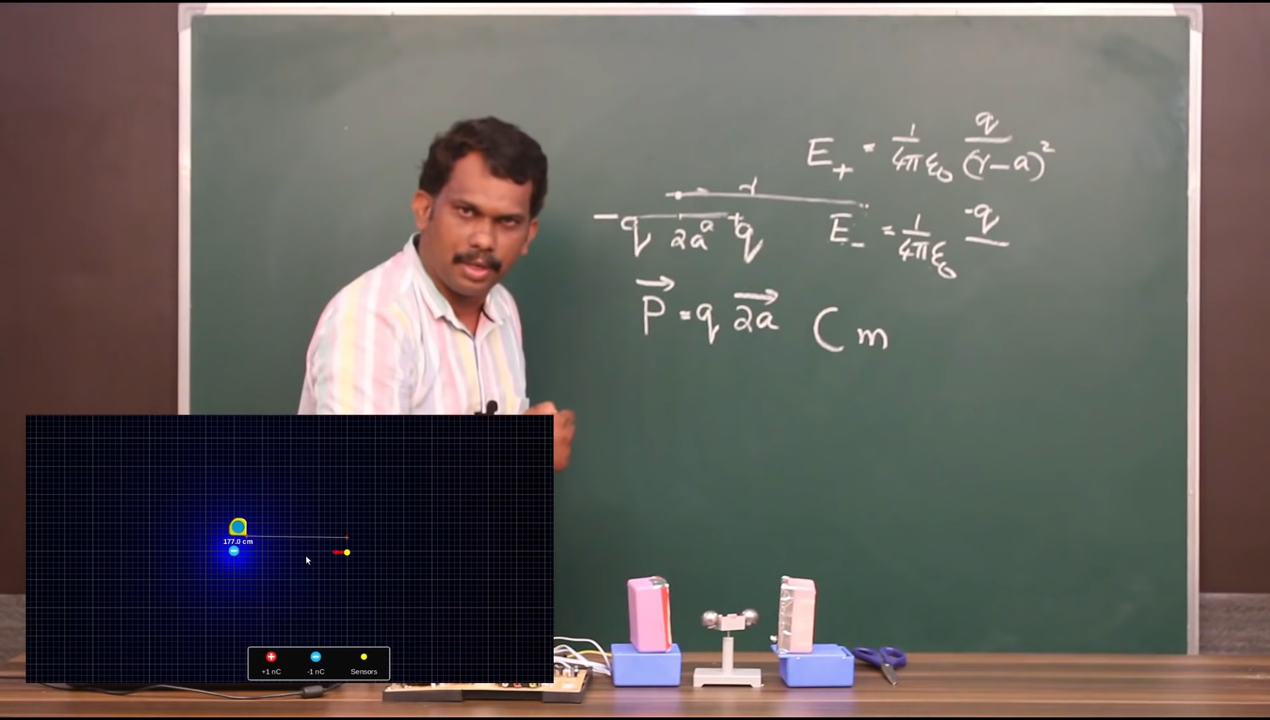 E₊ = 1/4πε₀ q/(r-a)²
r
-q 2a a +q
E₋ = 1/4πε₀ -q/
P⃗ = q 2a⃗ C m
177.0 cm
+1 nC -1 nC Sensors